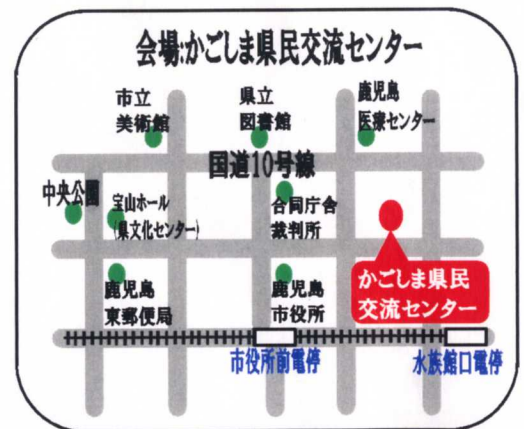 会場:かごしま県民交流センター
市立
美術館
県立
図書館
鹿児島
医療センター
国道10号線
中央公園
宝山ホール
(県文化センター)
合同庁舎
裁判所
かごしま県民
交流センター
鹿児島
東郵便局
鹿児島
市役所
市役所前電停
水族館口電停